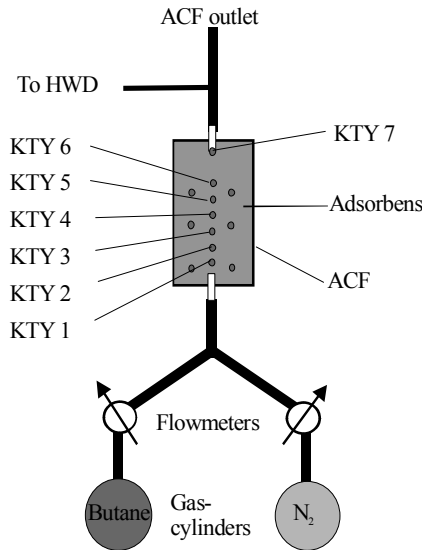 ACF outlet
To HWD
KTY 7
KTY 6
KTY 5
KTY 4
KTY 3
KTY 2
KTY 1
Adsorbens
ACF
Flowmeters
Butane
Gas-
cylinders
N₂